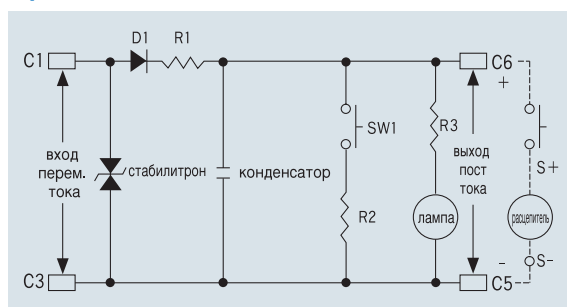 D1
R1
C1
C6
+
SW1
R3
S+
вход
перем.
тока
стабилитрон
конденсатор
выход
пост
тока
R2
лампа
расцепитель
-
S-
C3
C5